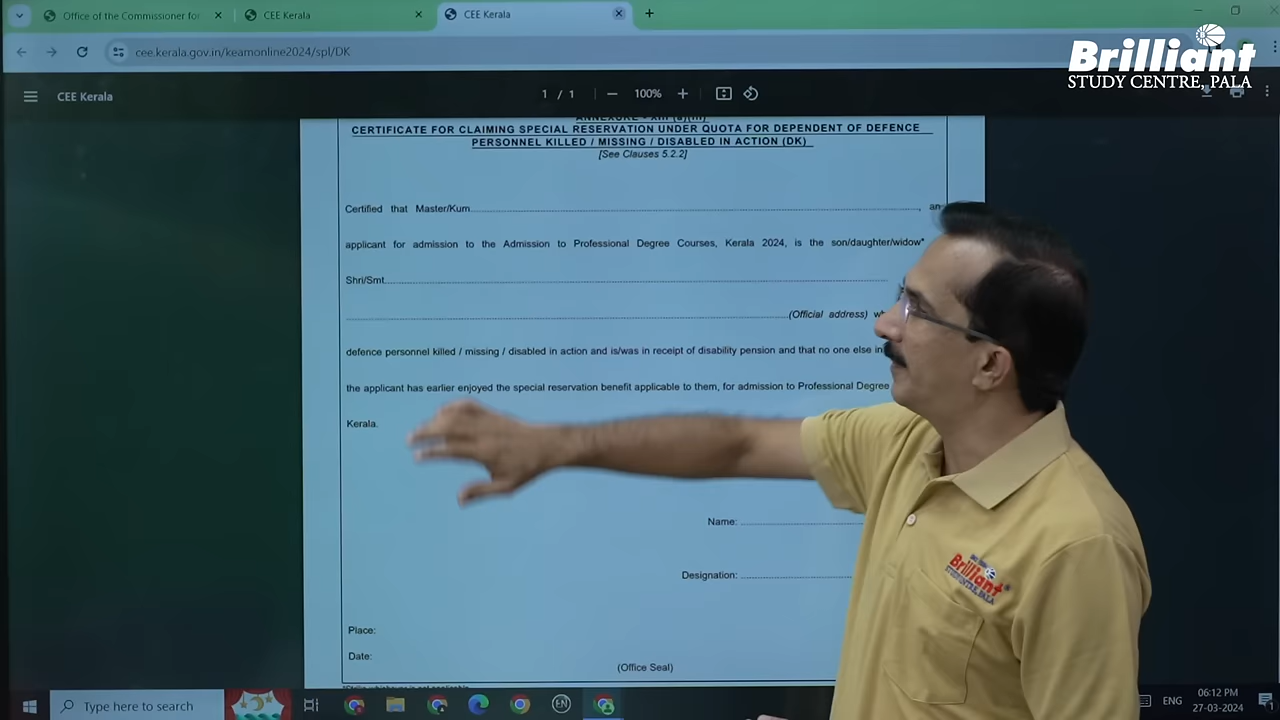 Office of the Commissioner for
CEE Kerala
CEE Kerala
cee.kerala.gov.in/keamonline2024/spl/DK
Brilliant
STUDY CENTRE, PALA
CEE Kerala
1 / 1
100%
CERTIFICATE FOR CLAIMING SPECIAL RESERVATION UNDER QUOTA FOR DEPENDENT OF DEFENCE
PERSONNEL KILLED / MISSING / DISABLED IN ACTION (DK)
[See Clauses 5.2.2]
Certified that Master/Kum, an
applicant for admission to the Admission to Professional Degree Courses, Kerala 2024, is the son/daughter/widow*
Shri/Smt
(Official address)
defence personnel killed / missing / disabled in action and is/was in receipt of disability pension and that no one else in
the applicant has earlier enjoyed the special reservation benefit applicable to them, for admission to Professional Degree
Kerala.
Name:
Designation:
Place:
Date:
(Office Seal)
Brilliant
STUDY CENTRE, PALA
Type here to search
EN
ENG
06:12 PM
27-03-2024